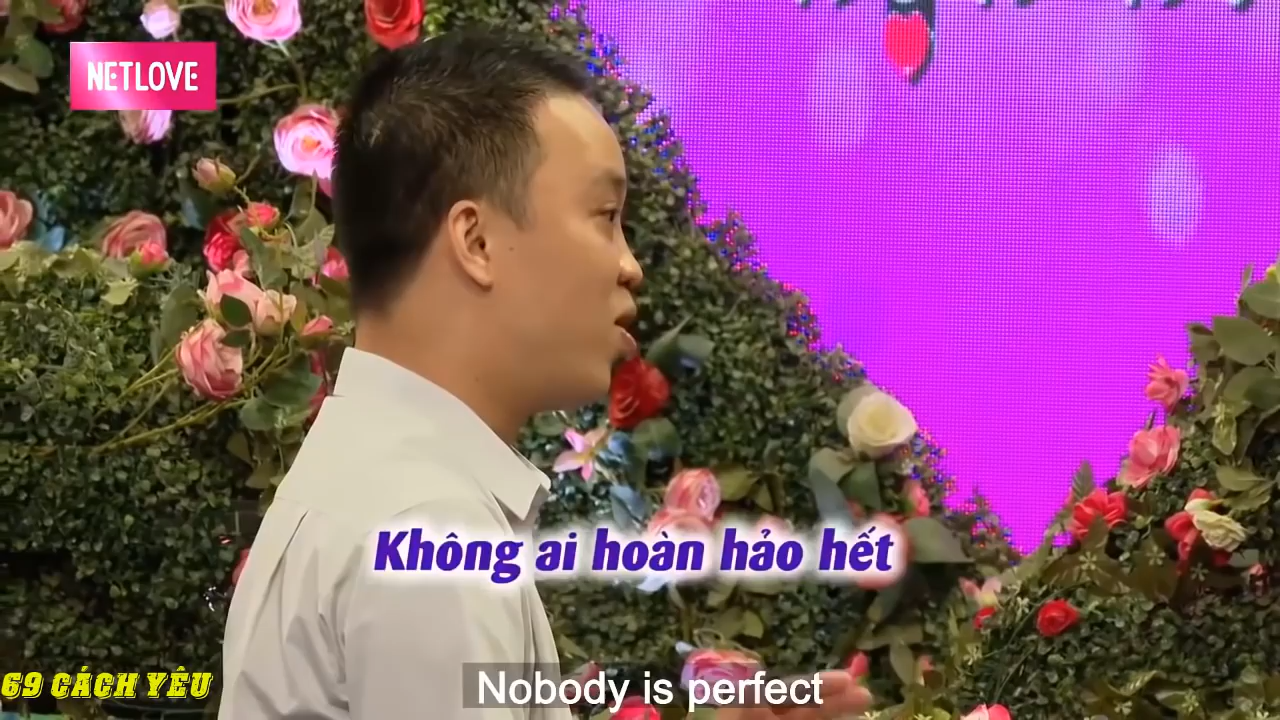 NETLOVE
Không ai hoàn hảo hết
69 CÁCH YÊU
Nobody is perfect